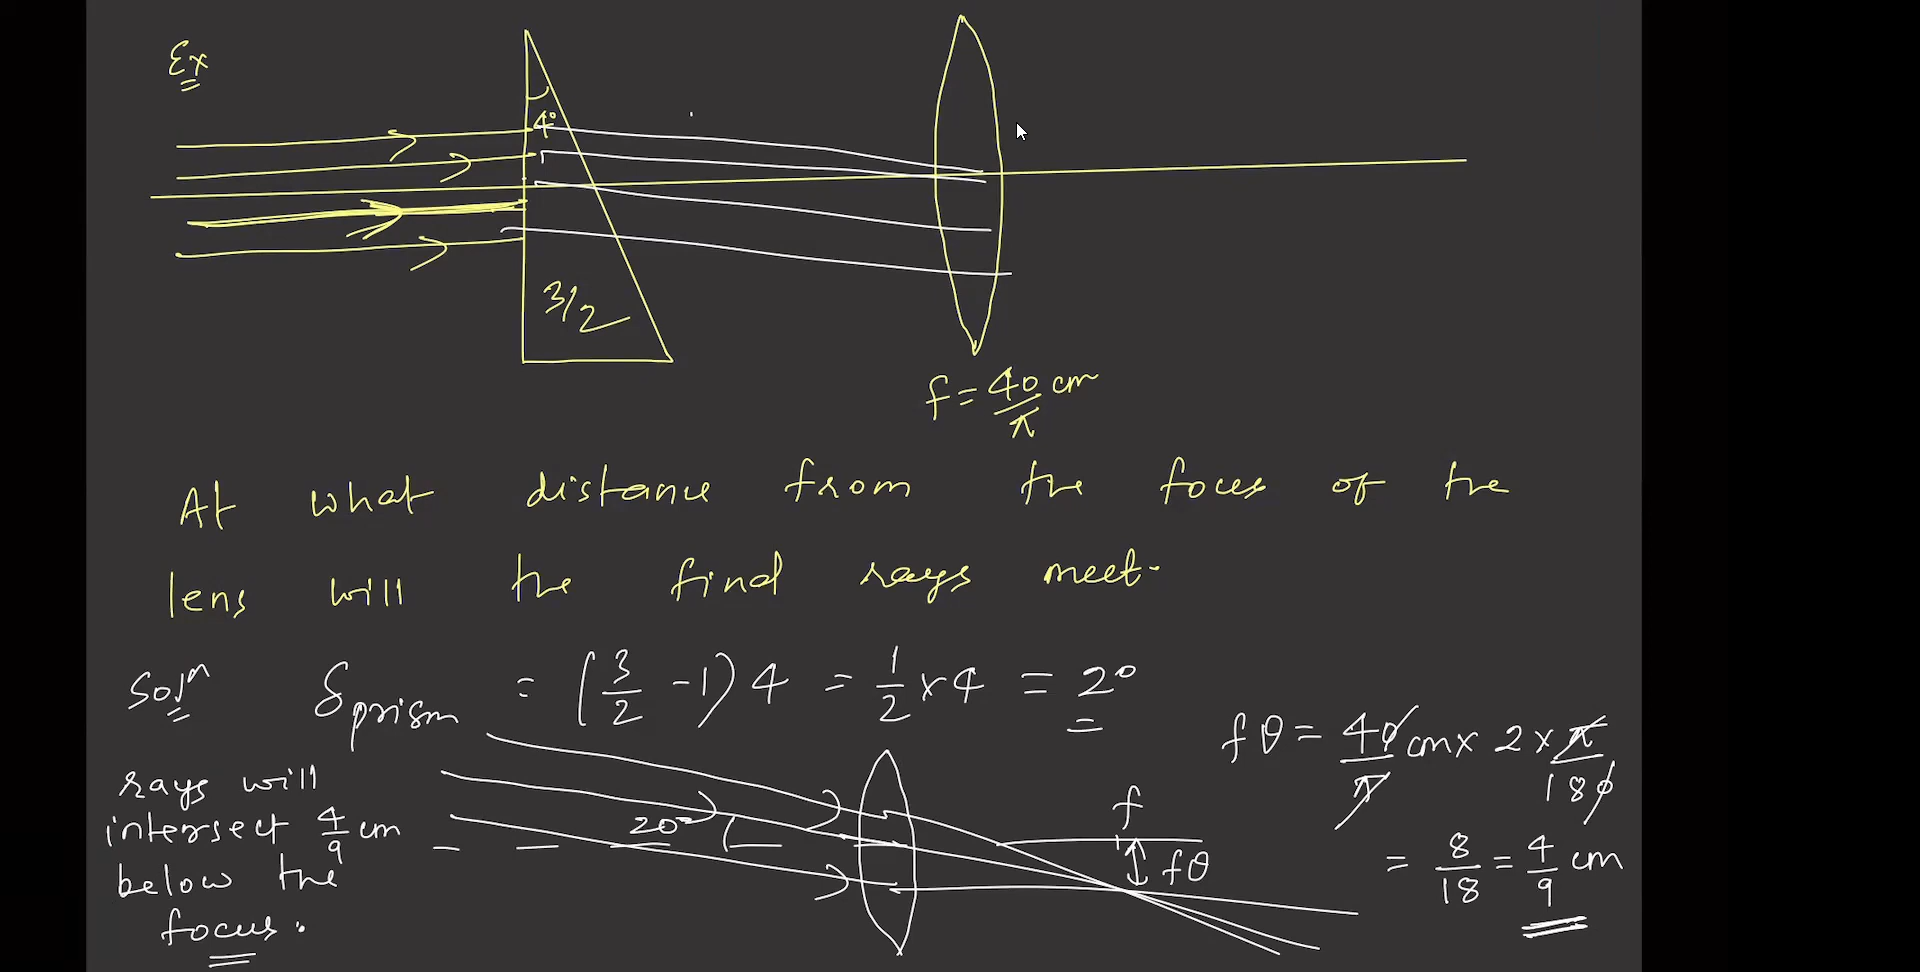 Ex
4°
3/2
f = 40/π cm
At what distance from the focus of the
lens will the final rays meet.
Solⁿ δprism = (3/2 - 1) 4 = 1/2 x 4 = 2°
fθ = 40/π cm x 2 x π/180
= 8/18 = 4/9 cm
rays will
intersect 4/9 cm
below the
focus.
20
f
fθ